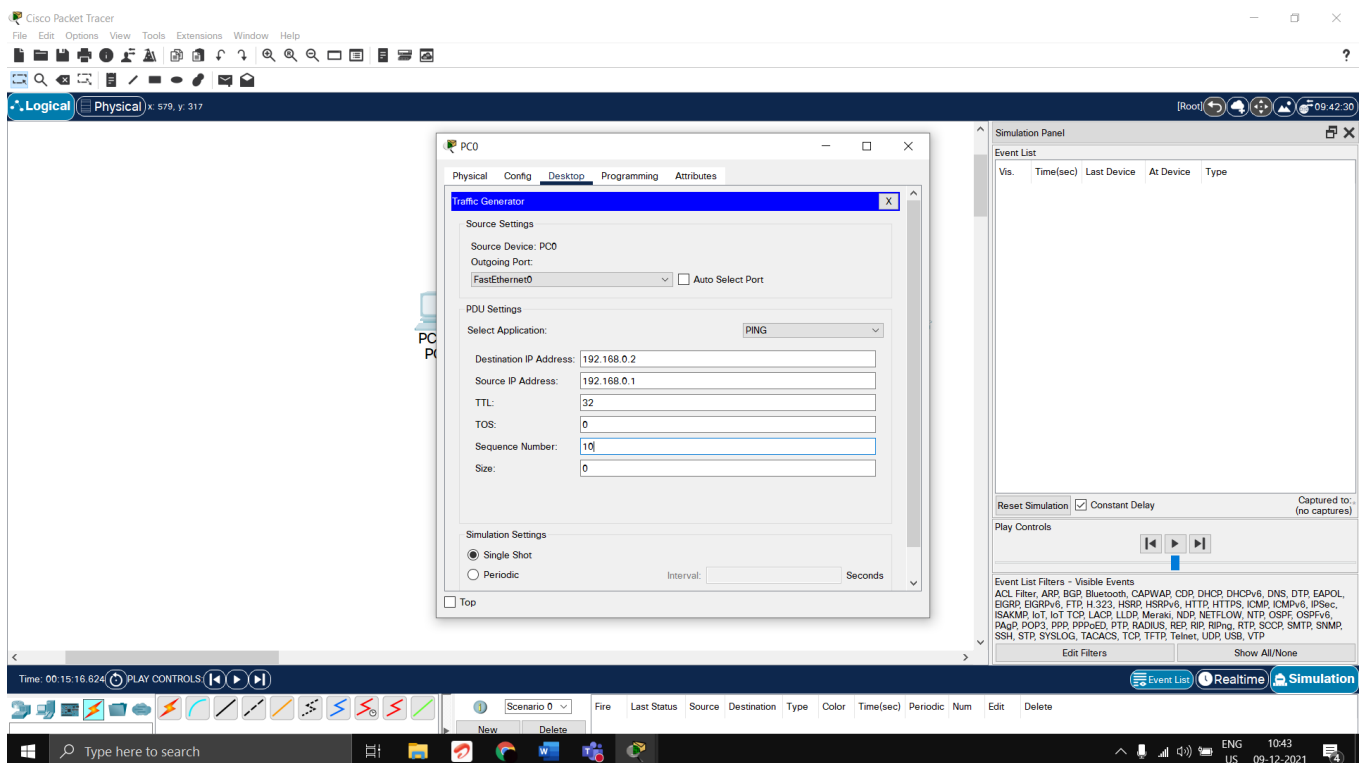 Cisco Packet Tracer
File Edit Options View Tools Extensions Window Help
?
Logical Physical x: 579, y: 317 [Root] 09:42:30
PC0
Physical Config Desktop Programming Attributes
Traffic Generator X
Source Settings
Source Device: PC0
Outgoing Port:
FastEthernet0 Auto Select Port
PDU Settings
Select Application: PING
Destination IP Address: 192.168.0.2
Source IP Address: 192.168.0.1
TTL: 32
TOS: 0
Sequence Number: 10
Size: 0
Simulation Settings
Single Shot
Periodic Interval: Seconds
Top
PC
P
Simulation Panel
Event List
Vis. Time(sec) Last Device At Device Type
Reset Simulation Constant Delay
Captured to:
(no captures)
Play Controls
Event List Filters - Visible Events
ACL Filter, ARP, BGP, Bluetooth, CAPWAP, CDP, DHCP, DHCPv6, DNS, DTP, EAPOL,
EIGRP, EIGRPv6, FTP, H.323, HSRP, HSRPv6, HTTP, HTTPS, ICMP, ICMPv6, IPSec,
ISAKMP, IoT, IoT TCP, LACP, LLDP, Meraki, NDP, NETFLOW, NTP, OSPF, OSPFv6,
PAgP, POP3, PPP, PPPoED, PTP, RADIUS, REP, RIP, RIPng, RTP, SCCP, SMTP, SNMP,
SSH, STP, SYSLOG, TACACS, TCP, TFTP, Telnet, UDP, USB, VTP
Edit Filters Show All/None
Time: 00:15:16.624 PLAY CONTROLS: Event List Realtime Simulation
Scenario 0 Fire Last Status Source Destination Type Color Time(sec) Periodic Num Edit Delete
New Delete
Type here to search
ENG 10:43
US 09-12-2021 4